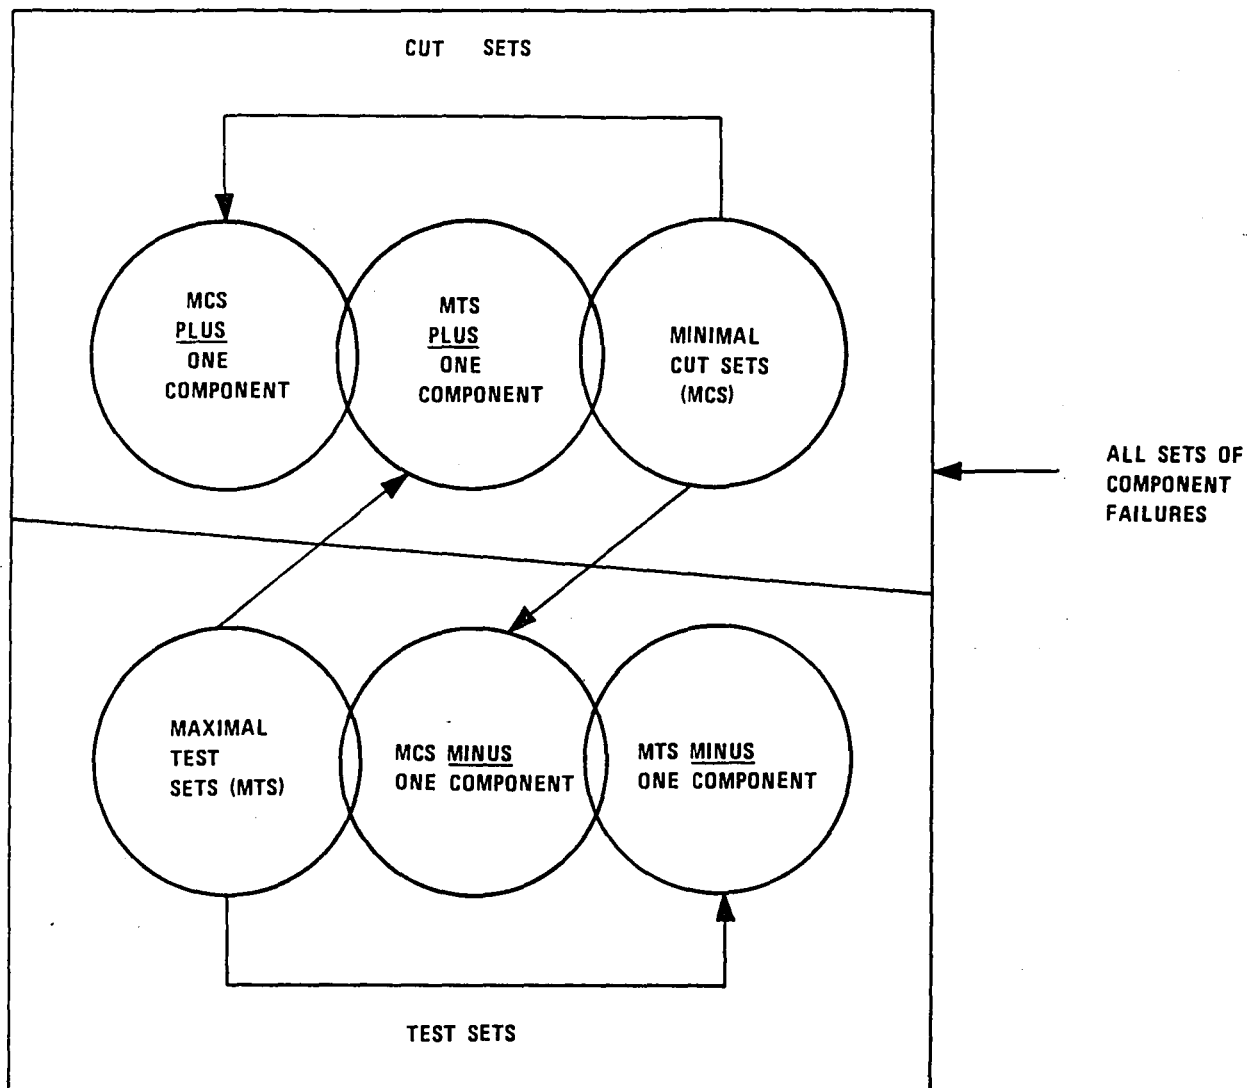 CUT SETS
MCS
PLUS
ONE
COMPONENT
MTS
PLUS
ONE
COMPONENT
MINIMAL
CUT SETS
(MCS)
ALL SETS OF
COMPONENT
FAILURES
MAXIMAL
TEST
SETS (MTS)
MCS MINUS
ONE COMPONENT
MTS MINUS
ONE COMPONENT
TEST SETS